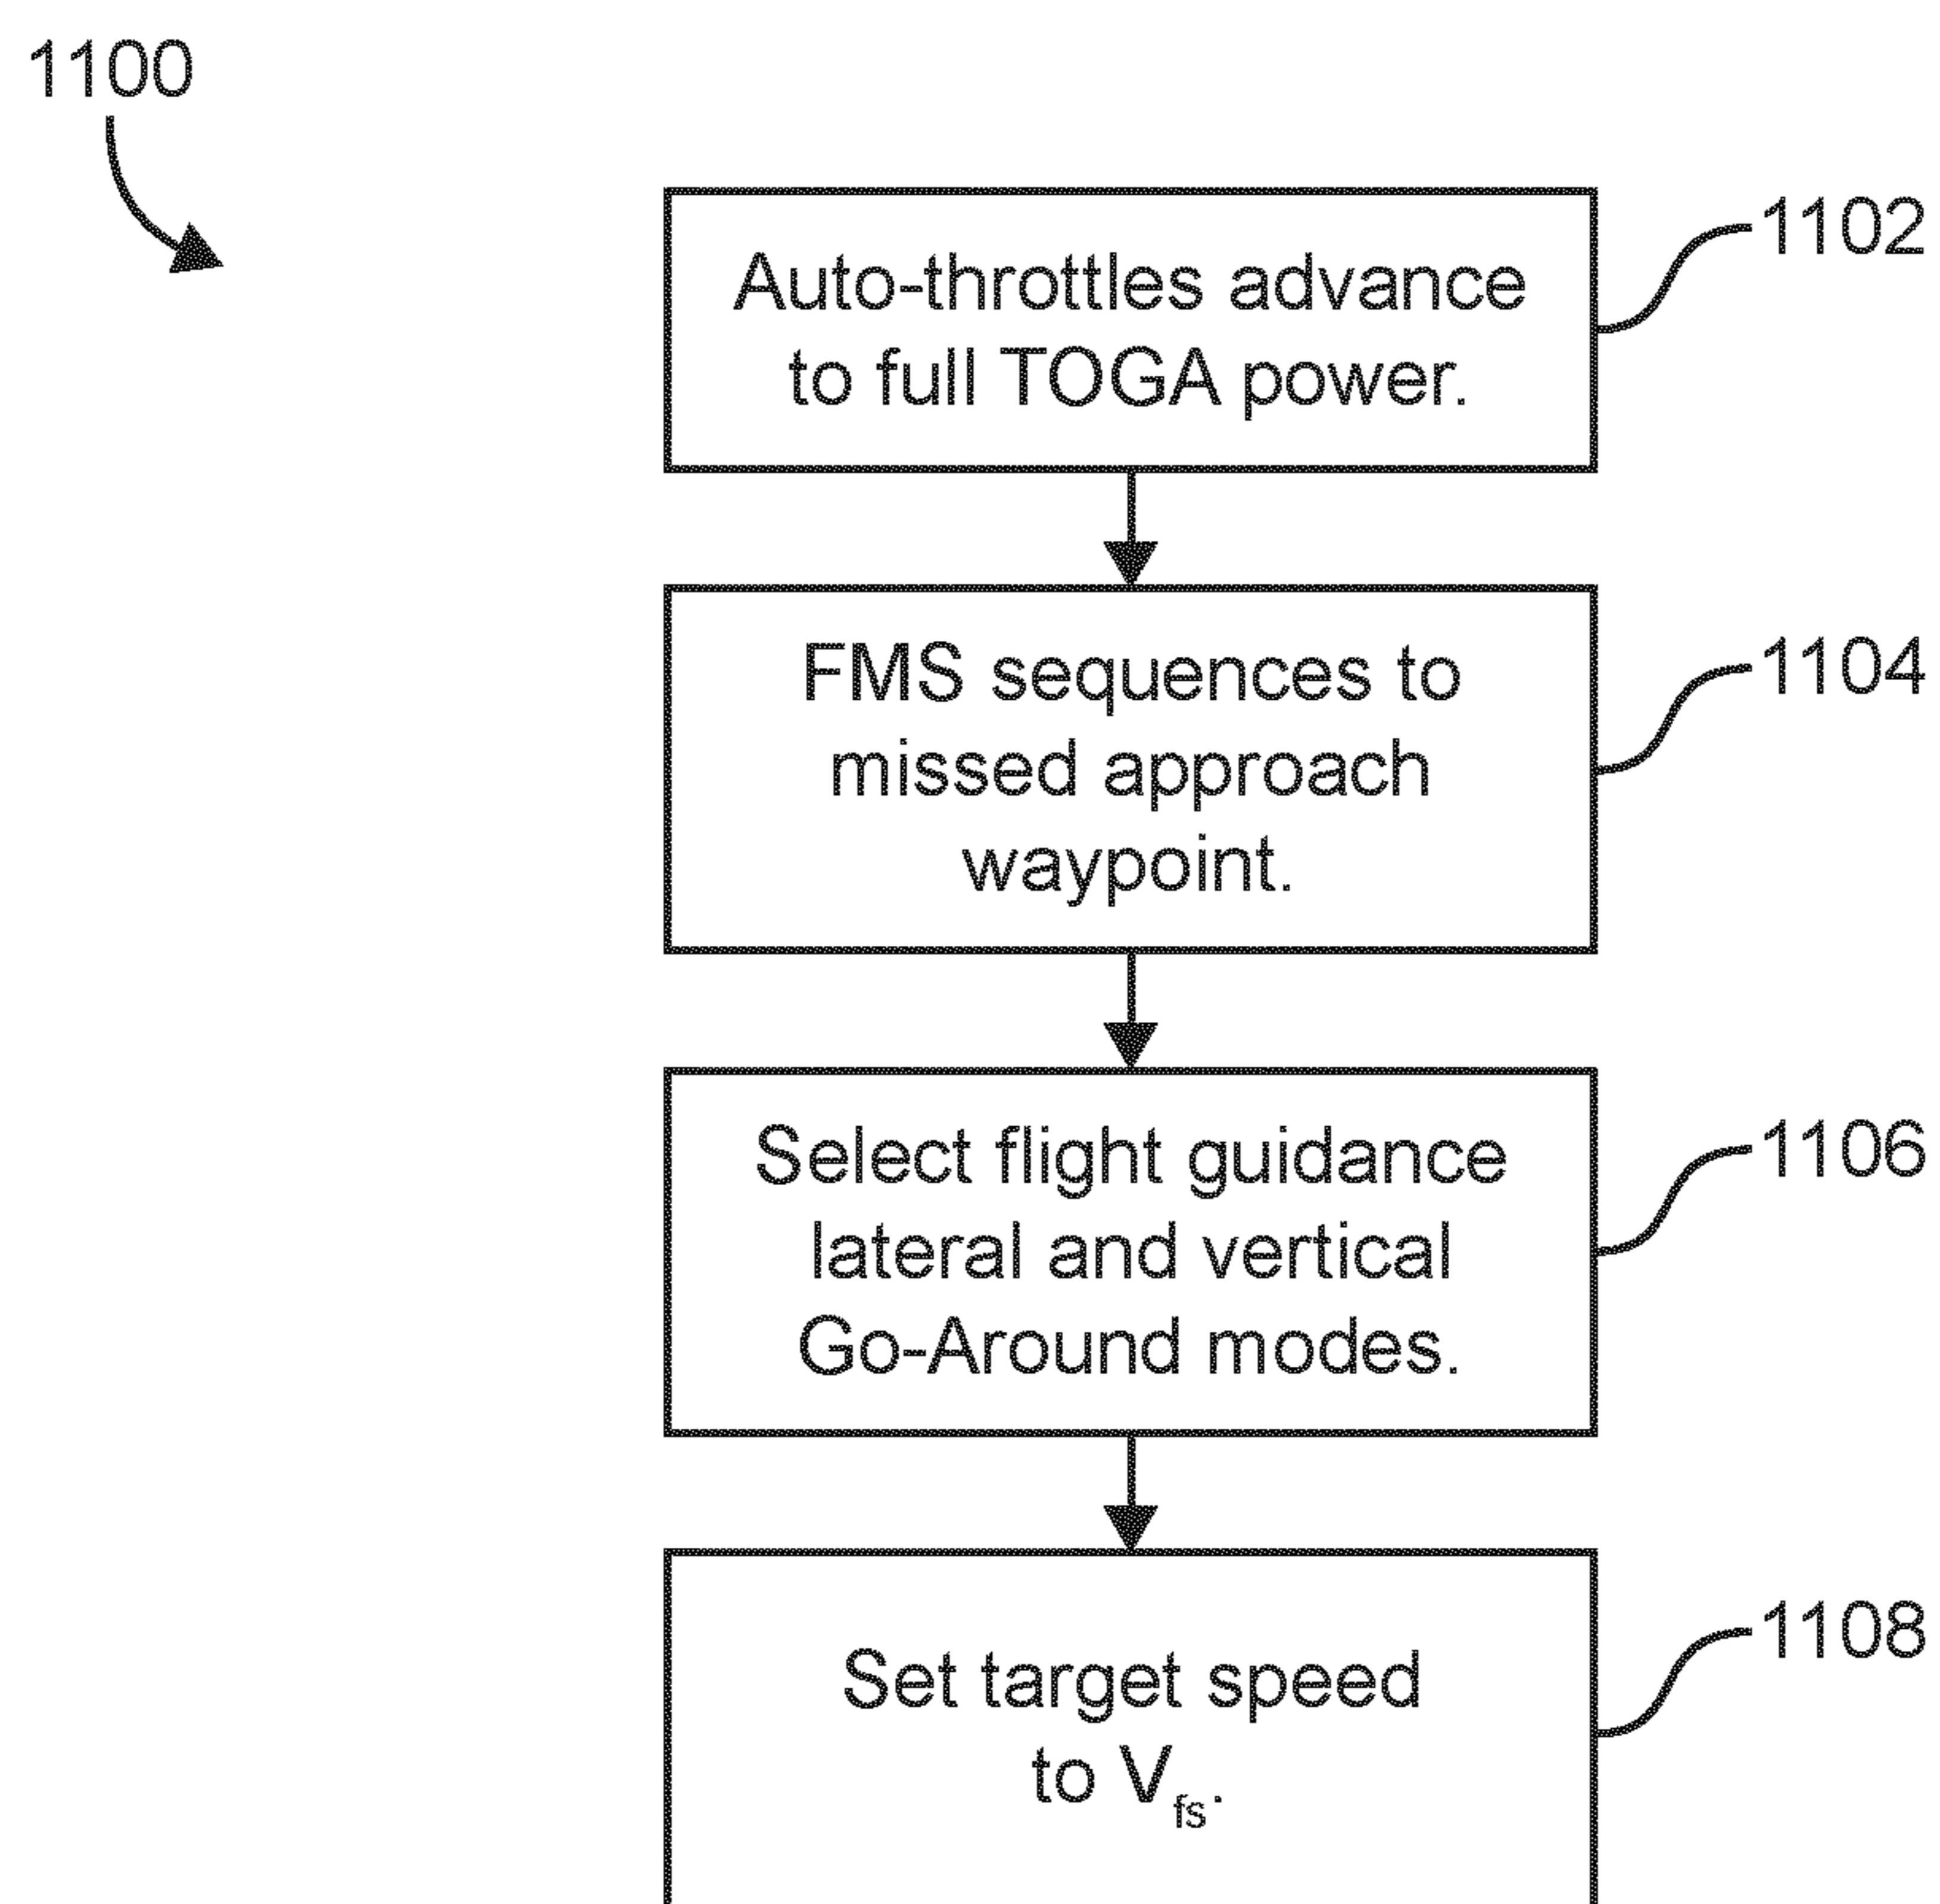 1100
Auto-throttles advance
to full TOGA power.
1102
FMS sequences to
missed approach
waypoint.
1104
Select flight guidance
lateral and vertical
Go-Around modes.
1106
Set target speed
to Vfs.
1108